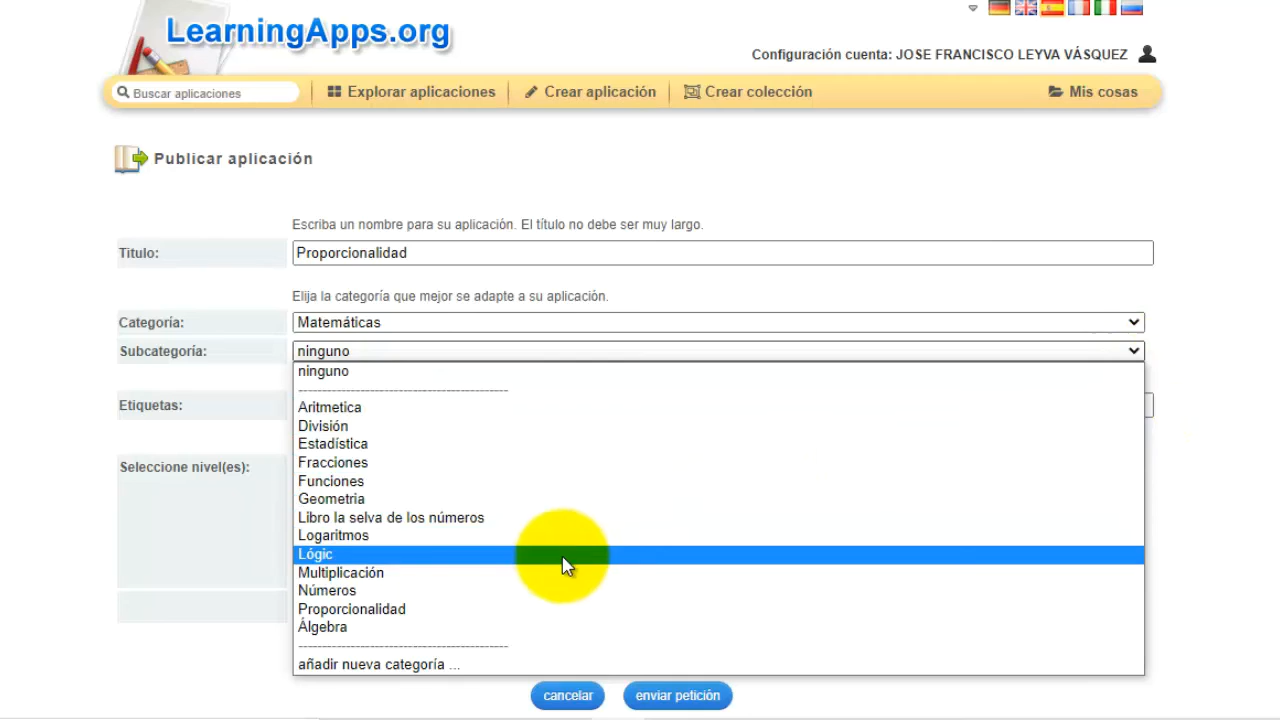 LearningApps.org
Configuración cuenta: JOSE FRANCISCO LEYVA VÁSQUEZ
Buscar aplicaciones
Explorar aplicaciones
Crear aplicación
Crear colección
Mis cosas
Publicar aplicación
Escriba un nombre para su aplicación. El título no debe ser muy largo.
Titulo:
Proporcionalidad
Elija la categoría que mejor se adapte a su aplicación.
Categoría:
Matemáticas
Subcategoría:
ninguno
ninguno
Etiquetas:
Seleccione nivel(es):
Aritmetica
División
Estadística
Fracciones
Funciones
Geometria
Libro la selva de los números
Logaritmos
Lógic
Multiplicación
Números
Proporcionalidad
Álgebra
añadir nueva categoría ...
cancelar
enviar petición